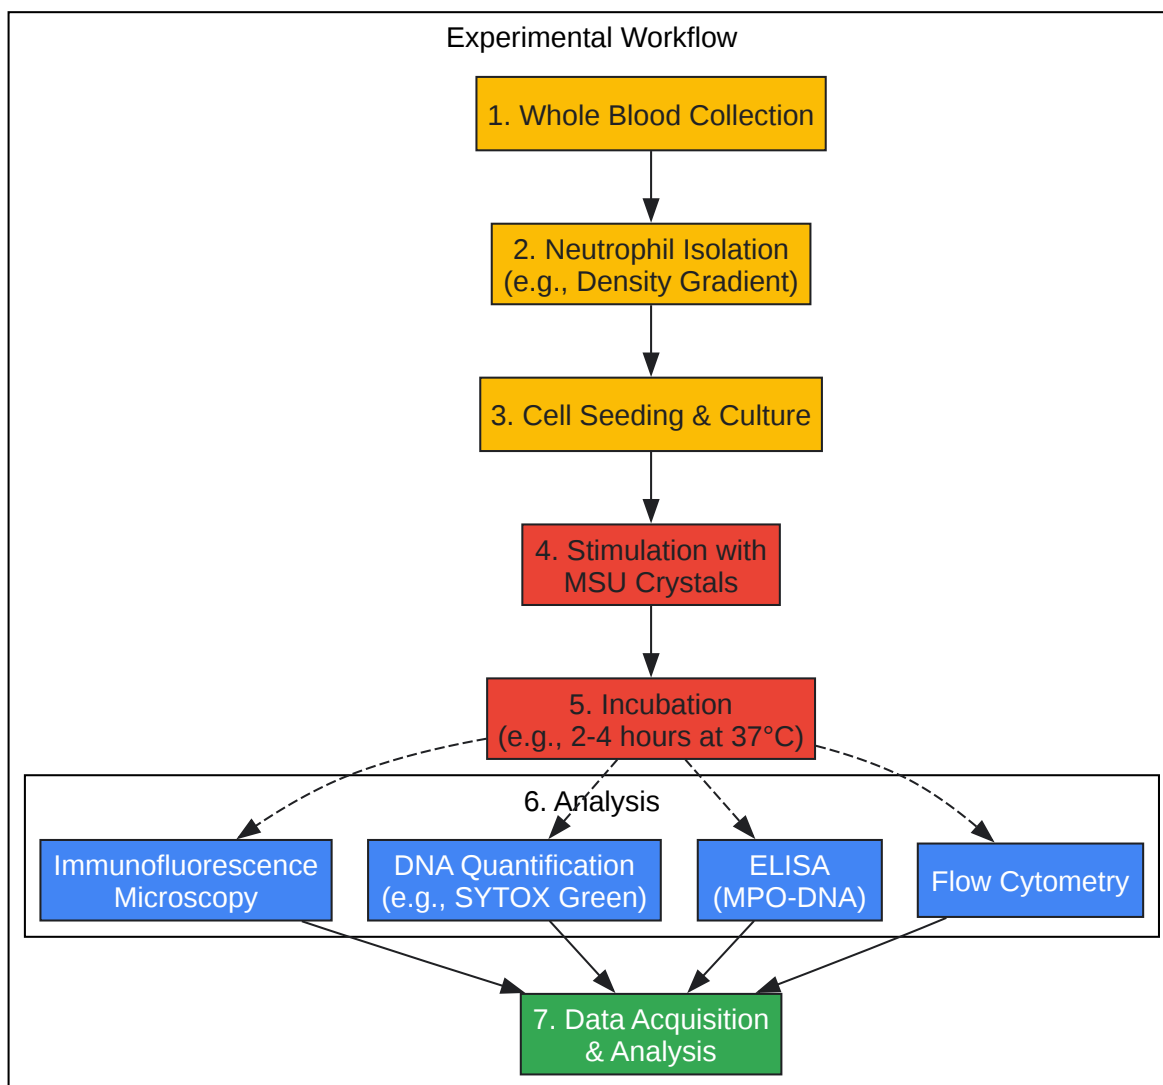 Experimental Workflow
1. Whole Blood Collection
2. Neutrophil Isolation
(e.g., Density Gradient)
3. Cell Seeding & Culture
4. Stimulation with
MSU Crystals
5. Incubation
(e.g., 2-4 hours at 37°C)
6. Analysis
Immunofluorescence
Microscopy
DNA Quantification
(e.g., SYTOX Green)
ELISA
(MPO-DNA)
Flow Cytometry
7. Data Acquisition
& Analysis